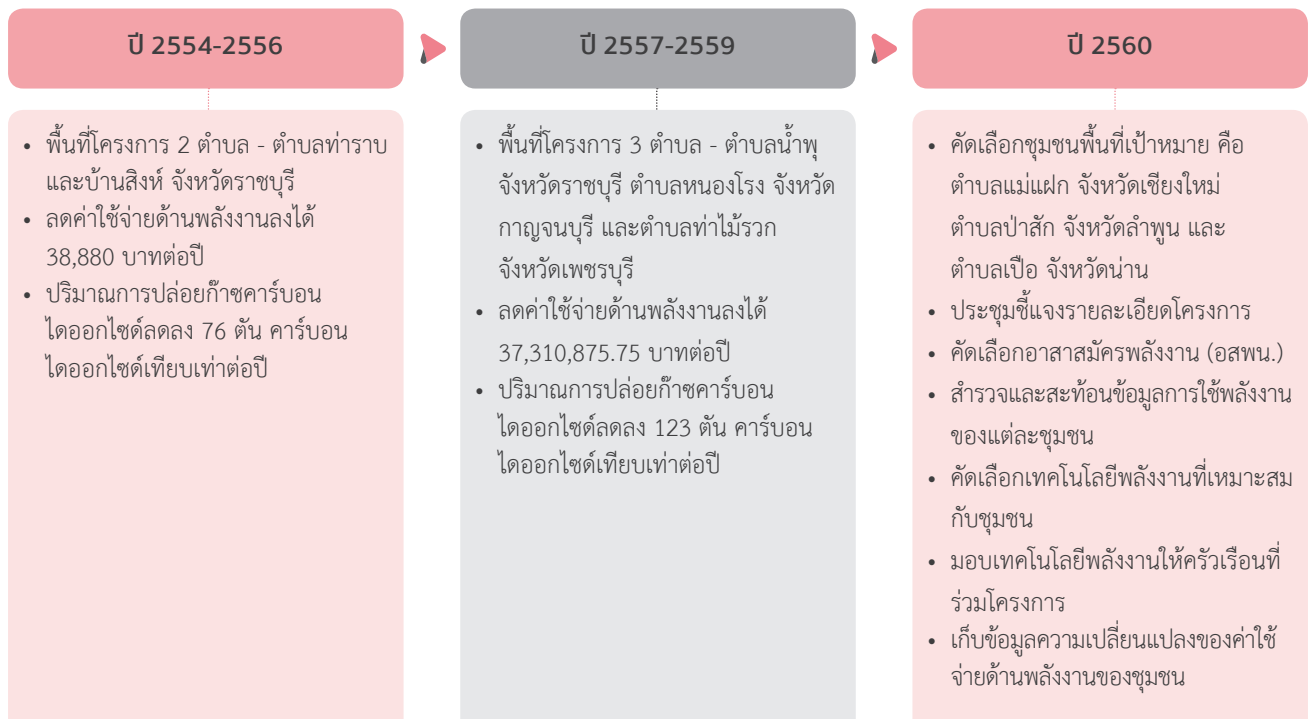 ปี 2554-2556
• พื้นที่โครงการ 2 ตำบล - ตำบลท่าราบ
และบ้านสิงห์ จังหวัดราชบุรี
• ลดค่าใช้จ่ายด้านพลังงานลงได้
38,880 บาทต่อปี
• ปริมาณการปล่อยก๊าซคาร์บอน
ไดออกไซด์ลดลง 76 ตัน คาร์บอน
ไดออกไซด์เทียบเท่าต่อปี
ปี 2557-2559
• พื้นที่โครงการ 3 ตำบล - ตำบลน้ำพุ
จังหวัดราชบุรี ตำบลหนองโรง จังหวัด
กาญจนบุรี และตำบลท่าไม้รวก
จังหวัดเพชรบุรี
• ลดค่าใช้จ่ายด้านพลังงานลงได้
37,310,875.75 บาทต่อปี
• ปริมาณการปล่อยก๊าซคาร์บอน
ไดออกไซด์ลดลง 123 ตัน คาร์บอน
ไดออกไซด์เทียบเท่าต่อปี
ปี 2560
• คัดเลือกชุมชนพื้นที่เป้าหมาย คือ
ตำบลแม่แฝก จังหวัดเชียงใหม่
ตำบลป่าสัก จังหวัดลำพูน และ
ตำบลเปือ จังหวัดน่าน
• ประชุมชี้แจงรายละเอียดโครงการ
• คัดเลือกอาสาสมัครพลังงาน (อสพน.)
• สำรวจและสะท้อนข้อมูลการใช้พลังงาน
ของแต่ละชุมชน
• คัดเลือกเทคโนโลยีพลังงานที่เหมาะสม
กับชุมชน
• มอบเทคโนโลยีพลังงานให้ครัวเรือนที่
ร่วมโครงการ
• เก็บข้อมูลความเปลี่ยนแปลงของค่าใช้
จ่ายด้านพลังงานของชุมชน